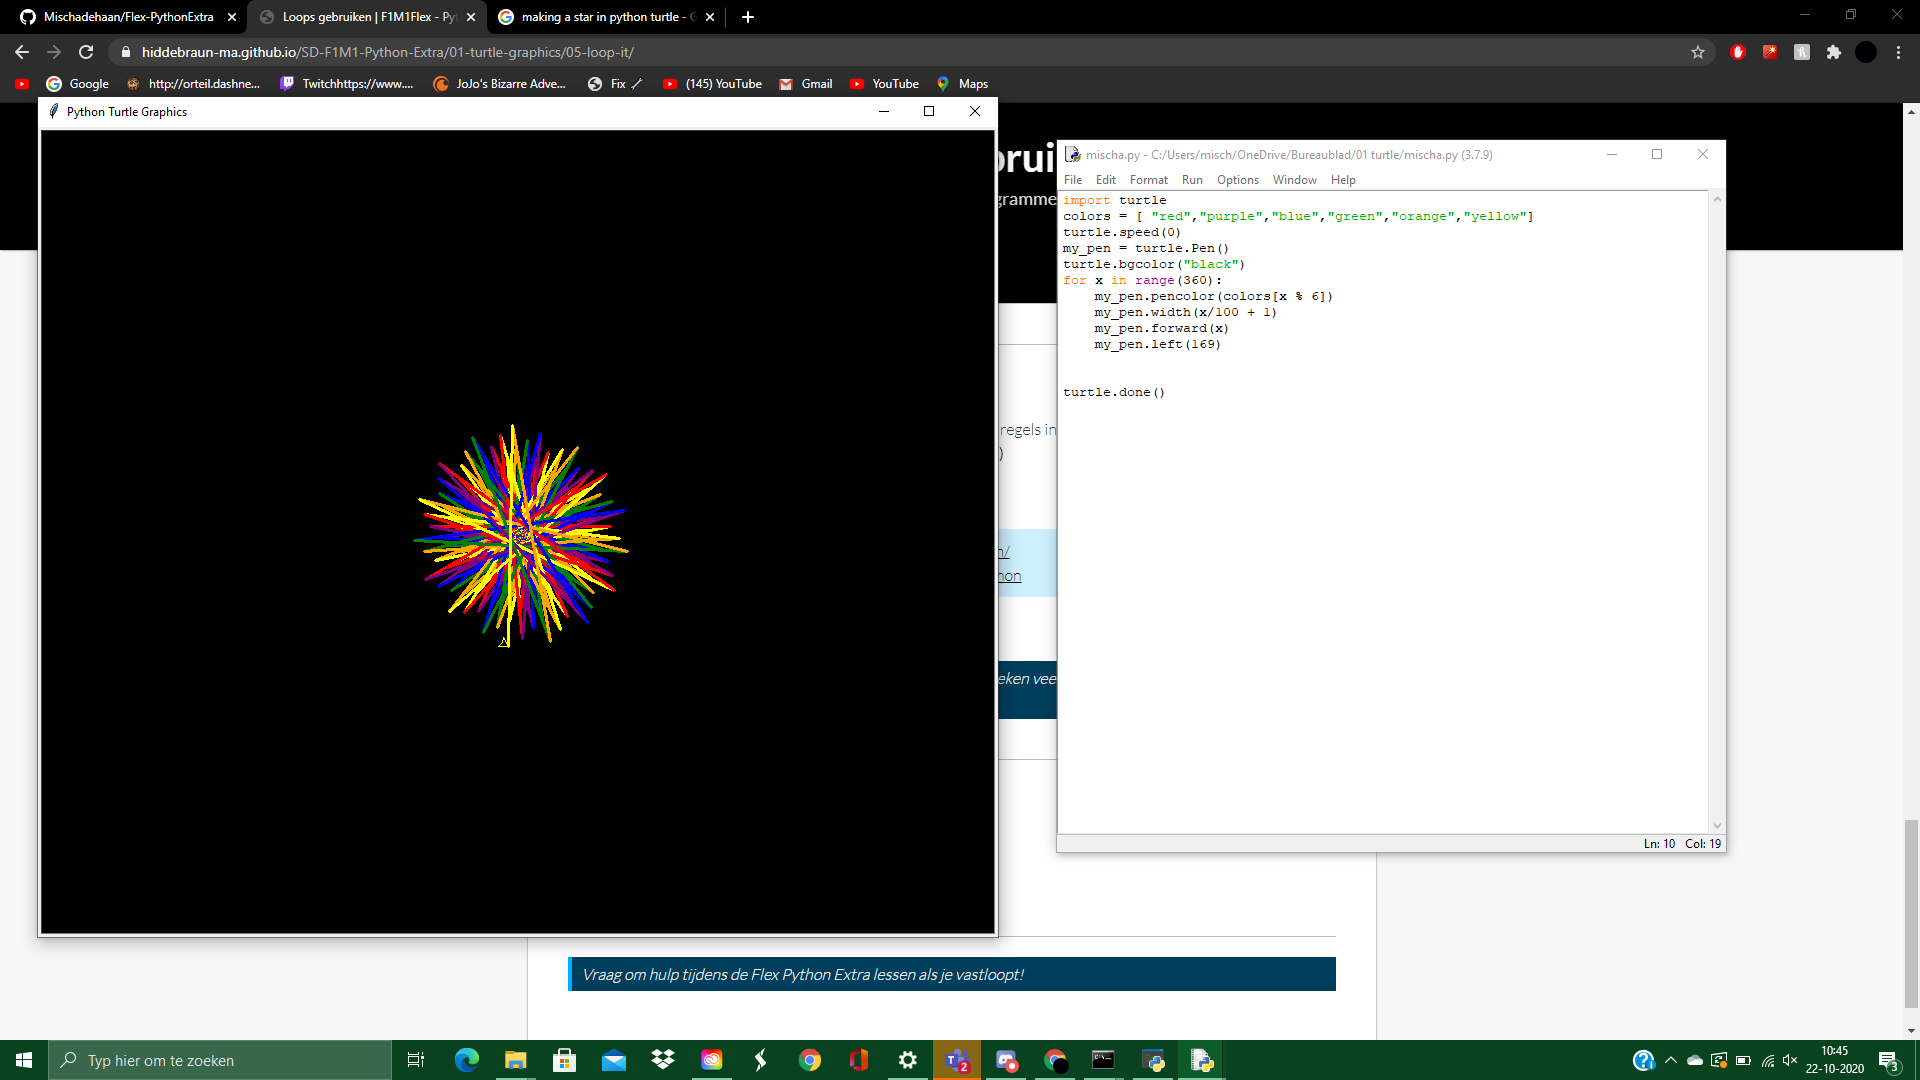 Mischadehaan/Flex-PythonExtra
Loops gebruiken | F1M1Flex - Pyt
making a star in python turtle - G
hiddebraun-ma.github.io/SD-F1M1-Python-Extra/01-turtle-graphics/05-loop-it/
Google
http://orteil.dashne...
Twitchhttps://www....
JoJo's Bizarre Adve...
Fix
(145) YouTube
Gmail
YouTube
Maps
Python Turtle Graphics
brui
gramme
mischa.py - C:/Users/misch/OneDrive/Bureaublad/01 turtle/mischa.py (3.7.9)
File Edit Format Run Options Window Help
import turtle
colors = [ "red","purple","blue","green","orange","yellow"]
turtle.speed(0)
my_pen = turtle.Pen()
turtle.bgcolor("black")
for x in range(360):
    my_pen.pencolor(colors[x % 6])
    my_pen.width(x/100 + 1)
    my_pen.forward(x)
    my_pen.left(169)
turtle.done()
regels in
)
n/
hon
eken vee
Ln: 10 Col: 19
Vraag om hulp tijdens de Flex Python Extra lessen als je vastloopt!
Typ hier om te zoeken
2
10:45
22-10-2020
3